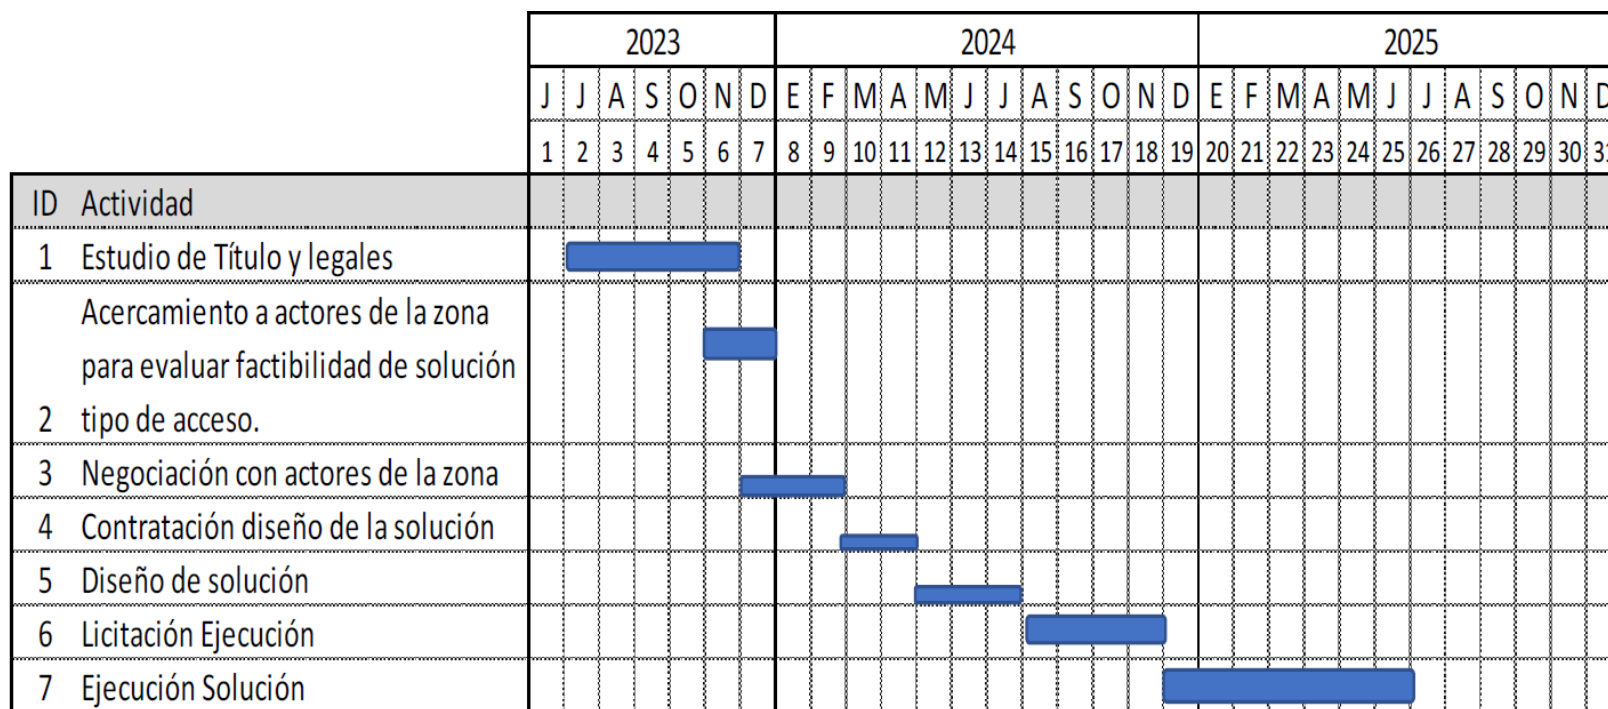 2023 2024 2025
J J A S O N D E F M A M J J A S O N D E F M A M J J A S O N D
1 2 3 4 5 6 7 8 9 10 11 12 13 14 15 16 17 18 19 20 21 22 23 24 25 26 27 28 29 30 31
ID Actividad
1 Estudio de Título y legales
Acercamiento a actores de la zona
para evaluar factibilidad de solución
2 tipo de acceso.
3 Negociación con actores de la zona
4 Contratación diseño de la solución
5 Diseño de solución
6 Licitación Ejecución
7 Ejecución Solución